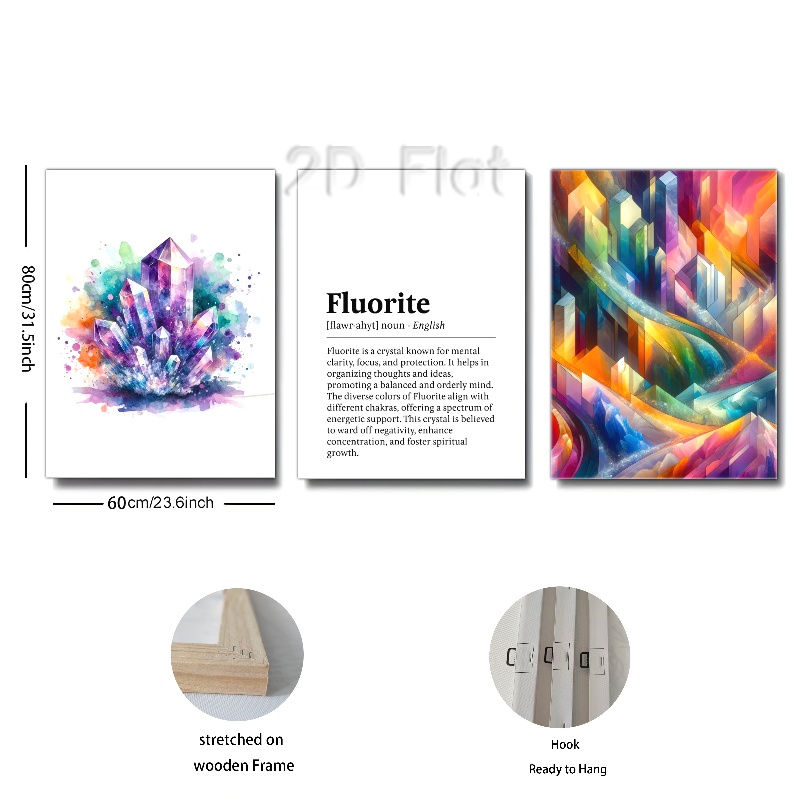 2D Flat
80cm/31.5inch
Fluorite
[flawr·ahyt] noun · English
Fluorite is a crystal known for mental
clarity, focus, and protection. It helps in
organizing thoughts and ideas,
promoting a balanced and orderly mind.
The diverse colors of Fluorite align with
different chakras, offering a spectrum of
energetic support. This crystal is believed
to ward off negativity, enhance
concentration, and foster spiritual
growth.
60cm/23.6inch
stretched on
wooden Frame
Hook
Ready to Hang